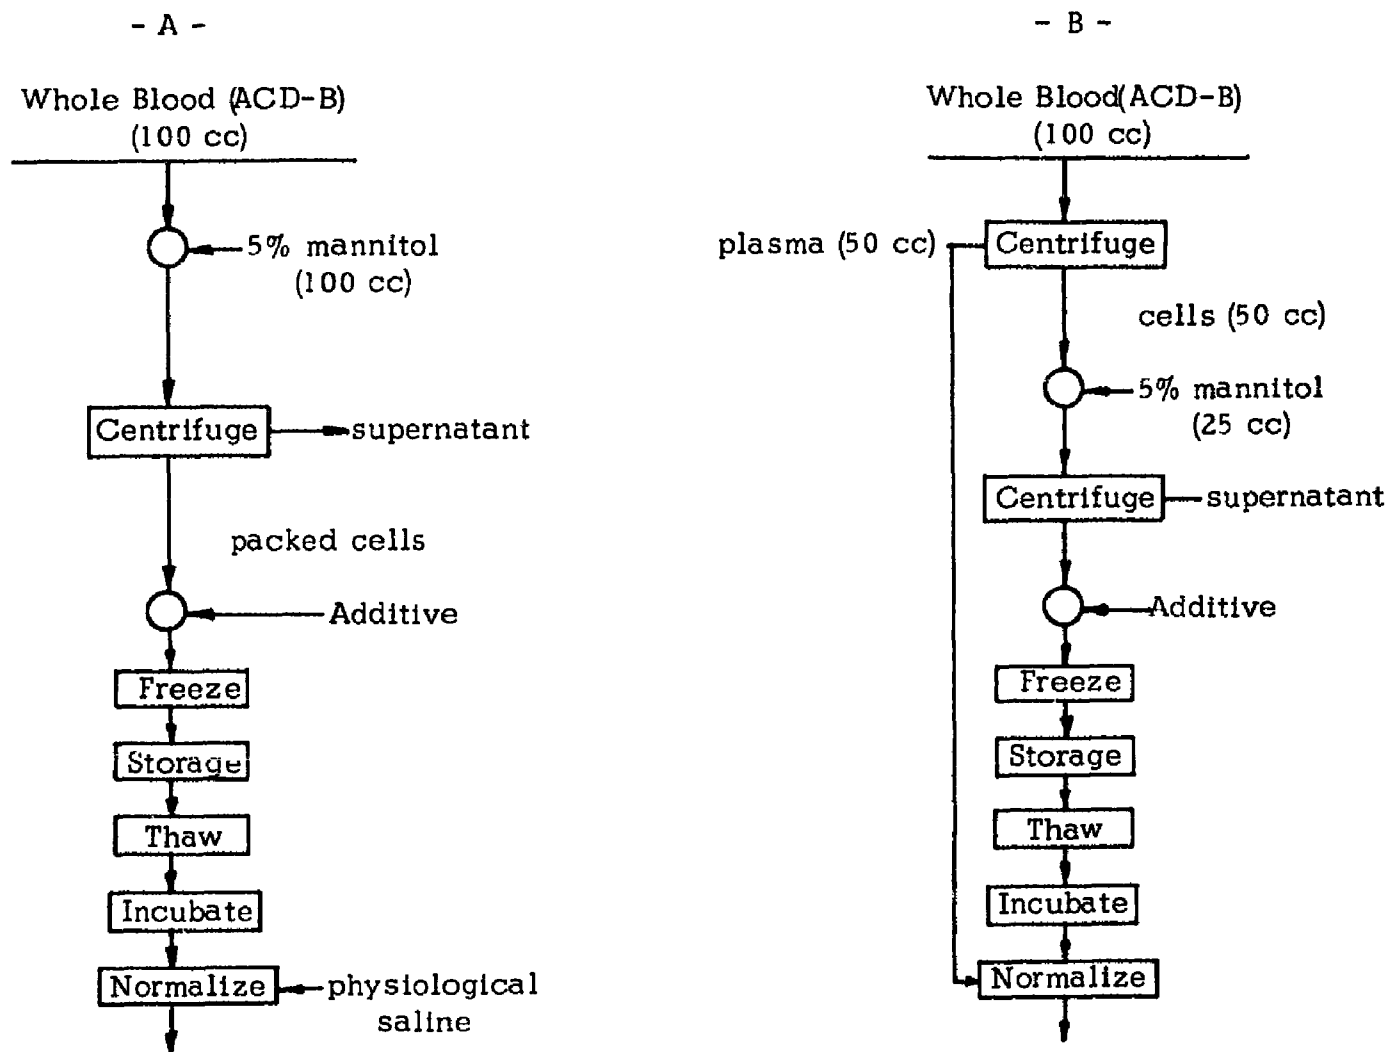 - A -
Whole Blood (ACD-B)
(100 cc)
5% mannitol
(100 cc)
Centrifuge
supernatant
packed cells
Additive
Freeze
Storage
Thaw
Incubate
Normalize
physiological
saline
- B -
Whole Blood(ACD-B)
(100 cc)
plasma (50 cc)
Centrifuge
cells (50 cc)
5% mannitol
(25 cc)
Centrifuge
supernatant
Additive
Freeze
Storage
Thaw
Incubate
Normalize